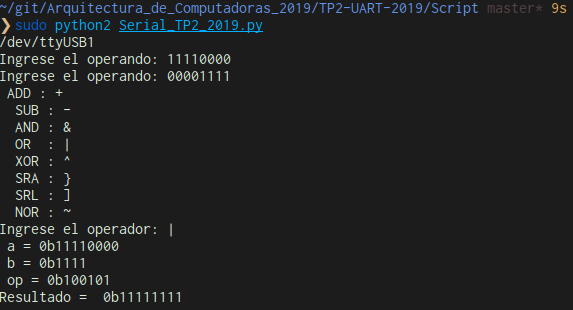 ~/git/Arquitectura_de_Computadoras_2019/TP2-UART-2019/Script master* 9s
❯ sudo python2 Serial_TP2_2019.py
/dev/ttyUSB1
Ingrese el operando: 11110000
Ingrese el operando: 00001111
 ADD : +
  SUB : -
  AND : &
  OR  : |
  XOR : ^
  SRA : }
  SRL : ]
  NOR : ~
Ingrese el operador: |
 a = 0b11110000
 b = 0b1111
 op = 0b100101
Resultado =  0b11111111